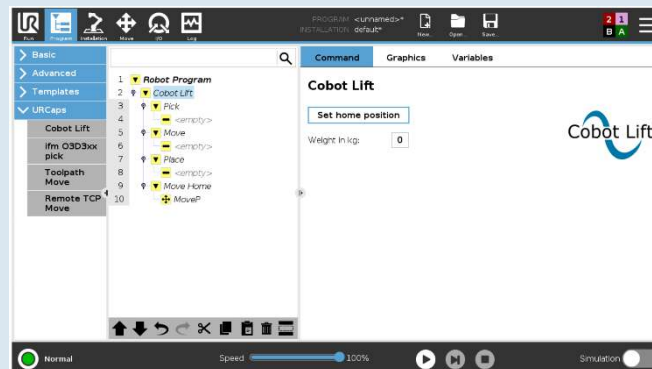 UR
Run
Program
Installation
Move
I/O
Log
PROGRAM <unnamed>*
INSTALLATION default*
New...
Open...
Save...
2 1
B A
Basic
Advanced
Templates
URCaps
Cobot Lift
ifm O3D3xx
pick
Toolpath
Move
Remote TCP
Move
1 Robot Program
2 Cobot Lift
3 Pick
4 <empty>
5 Move
6 <empty>
7 Place
8 <empty>
9 Move Home
10 MoveP
Command Graphics Variables
Cobot Lift
Set home position
Weight in kg: 0
Cobot Lift
Normal
Speed 100%
Simulation